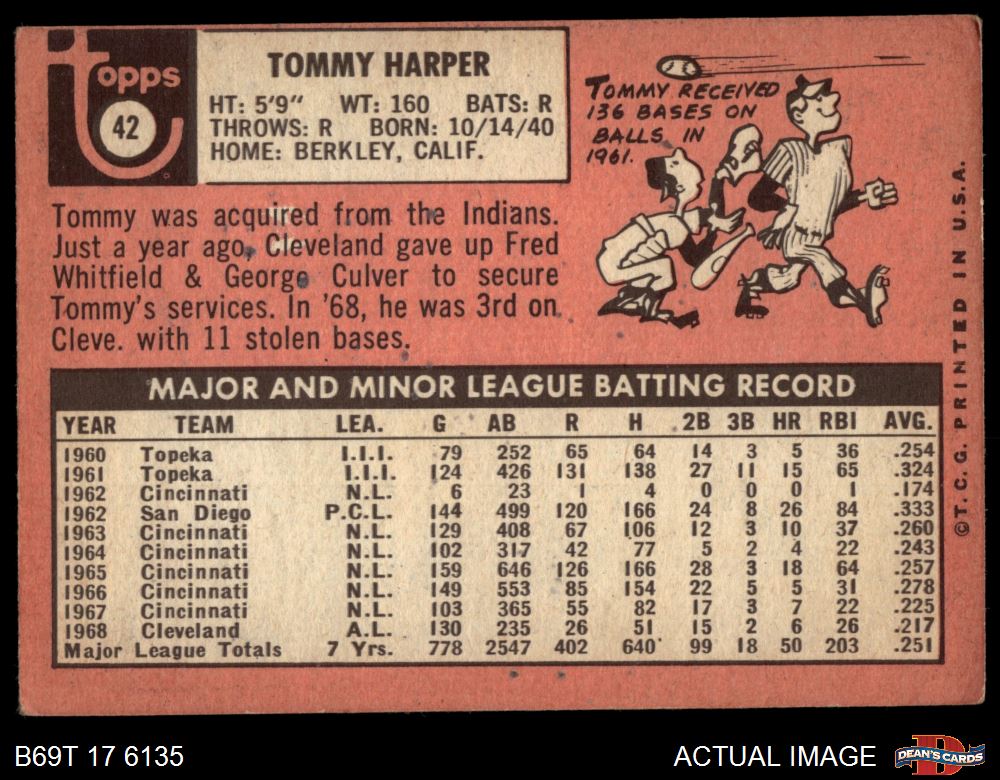 topps
42
TOMMY HARPER
HT: 5'9" WT: 160 BATS: R
THROWS: R BORN: 10/14/40
HOME: BERKLEY, CALIF.
TOMMY RECEIVED
136 BASES ON
BALLS IN
1961.
Tommy was acquired from the Indians.
Just a year ago, Cleveland gave up Fred
Whitfield & George Culver to secure
Tommy's services. In '68, he was 3rd on
Cleve. with 11 stolen bases.
MAJOR AND MINOR LEAGUE BATTING RECORD
YEAR TEAM LEA. G AB R H 2B 3B HR RBI AVG.
1960 Topeka I.I.I. 79 252 65 64 14 3 5 36 .254
1961 Topeka I.I.I. 124 426 131 138 27 11 15 65 .324
1962 Cincinnati N.L. 6 23 1 4 0 0 0 1 .174
1962 San Diego P.C.L. 144 499 120 166 24 8 26 84 .333
1963 Cincinnati N.L. 129 408 67 106 12 3 10 37 .260
1964 Cincinnati N.L. 102 317 42 77 5 2 4 22 .243
1965 Cincinnati N.L. 159 646 126 166 28 3 18 64 .257
1966 Cincinnati N.L. 149 553 85 154 22 5 5 31 .278
1967 Cincinnati N.L. 103 365 55 82 17 3 7 22 .225
1968 Cleveland A.L. 130 235 26 51 15 2 6 26 .217
Major League Totals 7 Yrs. 778 2547 402 640 99 18 50 203 .251
©T.C.G. PRINTED IN U.S.A.
B69T 17 6135
ACTUAL IMAGE
D
DEAN'S CARDS